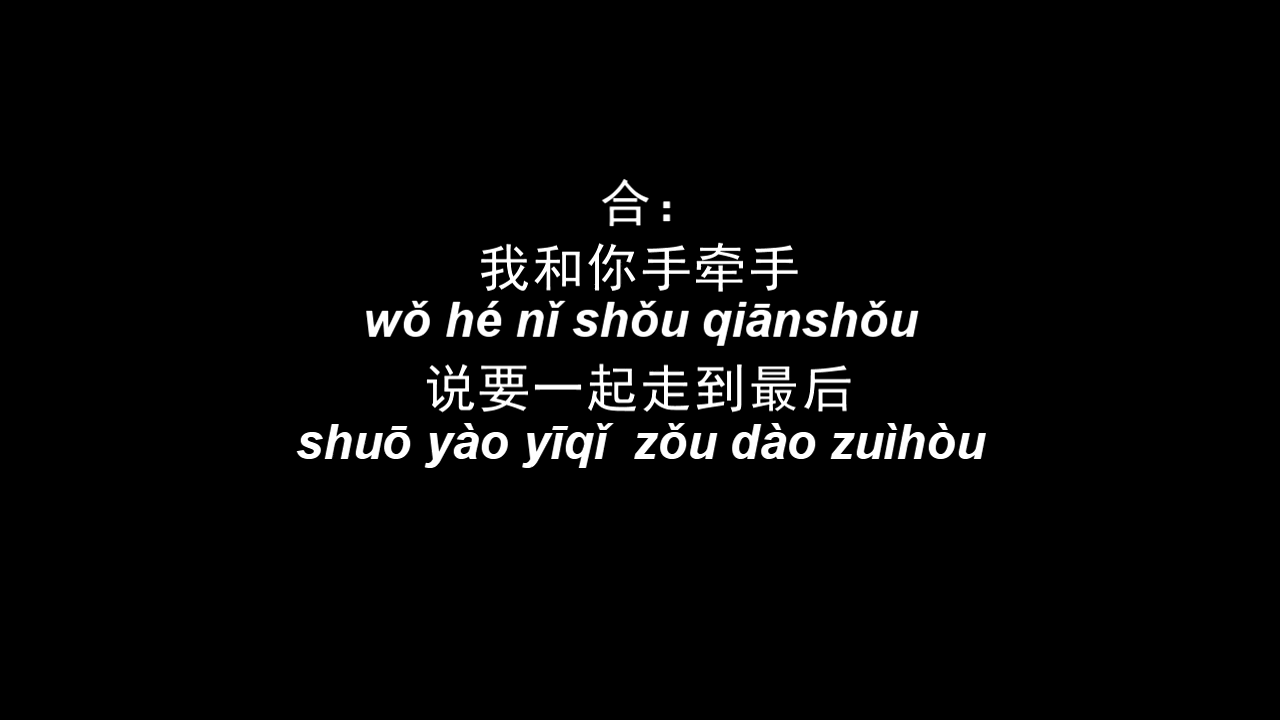 合：
我和你手牵手
wǒ hé nǐ shǒu qiānshǒu
说要一起走到最后
shuō yào yīqǐ zǒu dào zuìhòu